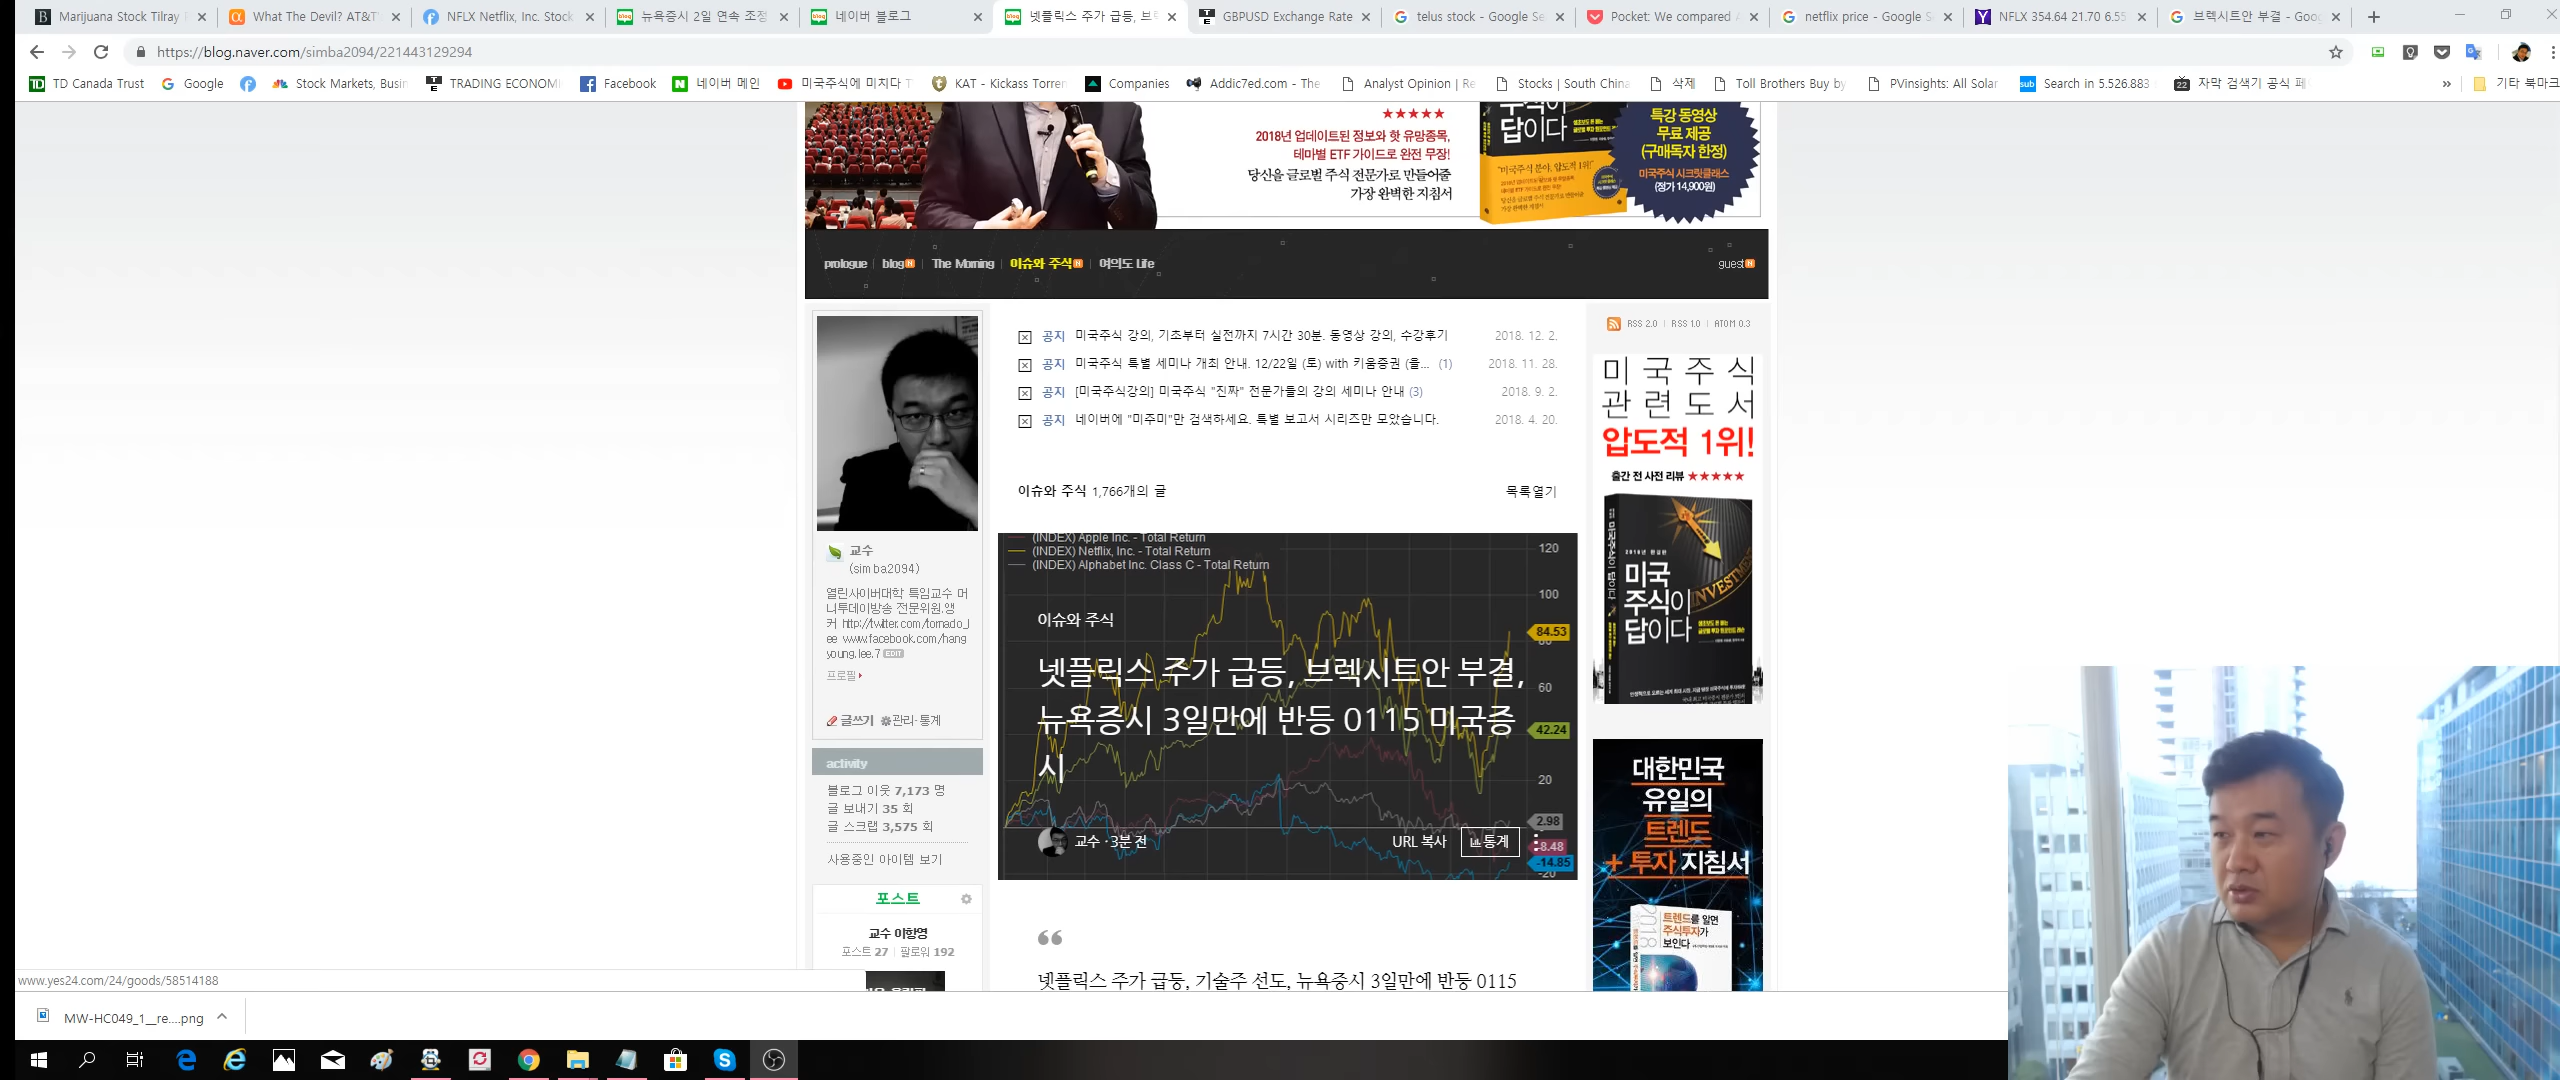 Marijuana Stock Tilray
What The Devil? AT&T
NFLX Netflix, Inc. Stock
뉴욕증시 2일 연속 조정
네이버 블로그
넷플릭스 주가 급등, 브
GBPUSD Exchange Rate
telus stock - Google Se
Pocket: We compared
netflix price - Google S
NFLX 354.64 21.70 6.5
브렉시트안 부결 - Goo
https://blog.naver.com/simba2094/221443129294
TD Canada Trust
Google
Stock Markets, Busin
TRADING ECONOM
Facebook
네이버 메인
미국주식에 미치다 T
KAT - Kickass Torren
Companies
Addic7ed.com - The
Analyst Opinion | Re
Stocks | South China
삭제
Toll Brothers Buy by
PVinsights: All Solar
Search in 5.526.883
자막 검색기 공식 페
기타 북마크
★★★★★
2018년 업데이트된 정보와 핫 유망종목,
테마별 ETF 가이드로 완전 무장!
당신을 글로벌 주식 전문가로 만들어줄
가장 완벽한 지침서
답이다
"미국주식 분야, 압도적 1위!"
특강 동영상
무료 제공
(구매독자 한정)
미국주식 시크릿클래스
(정가 14,900원)
prologue | blog N | The Morning | 이슈와 주식 N | 여의도 Life
guest N
공지 미국주식 강의, 기초부터 실전까지 7시간 30분. 동영상 강의, 수강후기 2018. 12. 2.
공지 미국주식 특별 세미나 개최 안내. 12/22일 (토) with 키움증권 (을... (1) 2018. 11. 28.
공지 [미국주식강의] 미국주식 "진짜" 전문가들의 강의 세미나 안내 (3) 2018. 9. 2.
공지 네이버에 "미주미"만 검색하세요. 특별 보고서 시리즈만 모았습니다. 2018. 4. 20.
이슈와 주식 1,766개의 글
목록열기
교수
(simba2094)
열린사이버대학 특임교수 머
니투데이방송 전문위원.앵
커 http://twitter.com/tornado_l
ee www.facebook.com/hang
young.lee.7 EDIT
프로필
글쓰기 관리·통계
activity
블로그 이웃 7,173 명
글 보내기 35 회
글 스크랩 3,575 회
사용중인 아이템 보기
포스트
교수 이항영
포스트 27 | 팔로워 192
(INDEX) Apple Inc. - Total Return
(INDEX) Netflix, Inc. - Total Return
(INDEX) Alphabet Inc. Class C - Total Return
120
100
84.53
80
60
42.24
20
2.98
-8.48
-14.85
-20
이슈와 주식
넷플릭스 주가 급등, 브렉시트안 부결,
뉴욕증시 3일만에 반등 0115 미국증
시
교수 · 3분 전
URL 복사
통계
넷플릭스 주가 급등, 기술주 선도, 뉴욕증시 3일만에 반등 0115
RSS 2.0 | RSS 1.0 | ATOM 0.3
미국주식
관련도서
압도적 1위!
출간 전 사전 리뷰 ★★★★★
미국
주식이
답이다
INVESTMENT
대한민국
유일의
트렌드
+ 투자 지침서
2018
트렌드를 알면
주식투자가
보인다
www.yes24.com/24/goods/58514188
MW-HC049_1__re....png